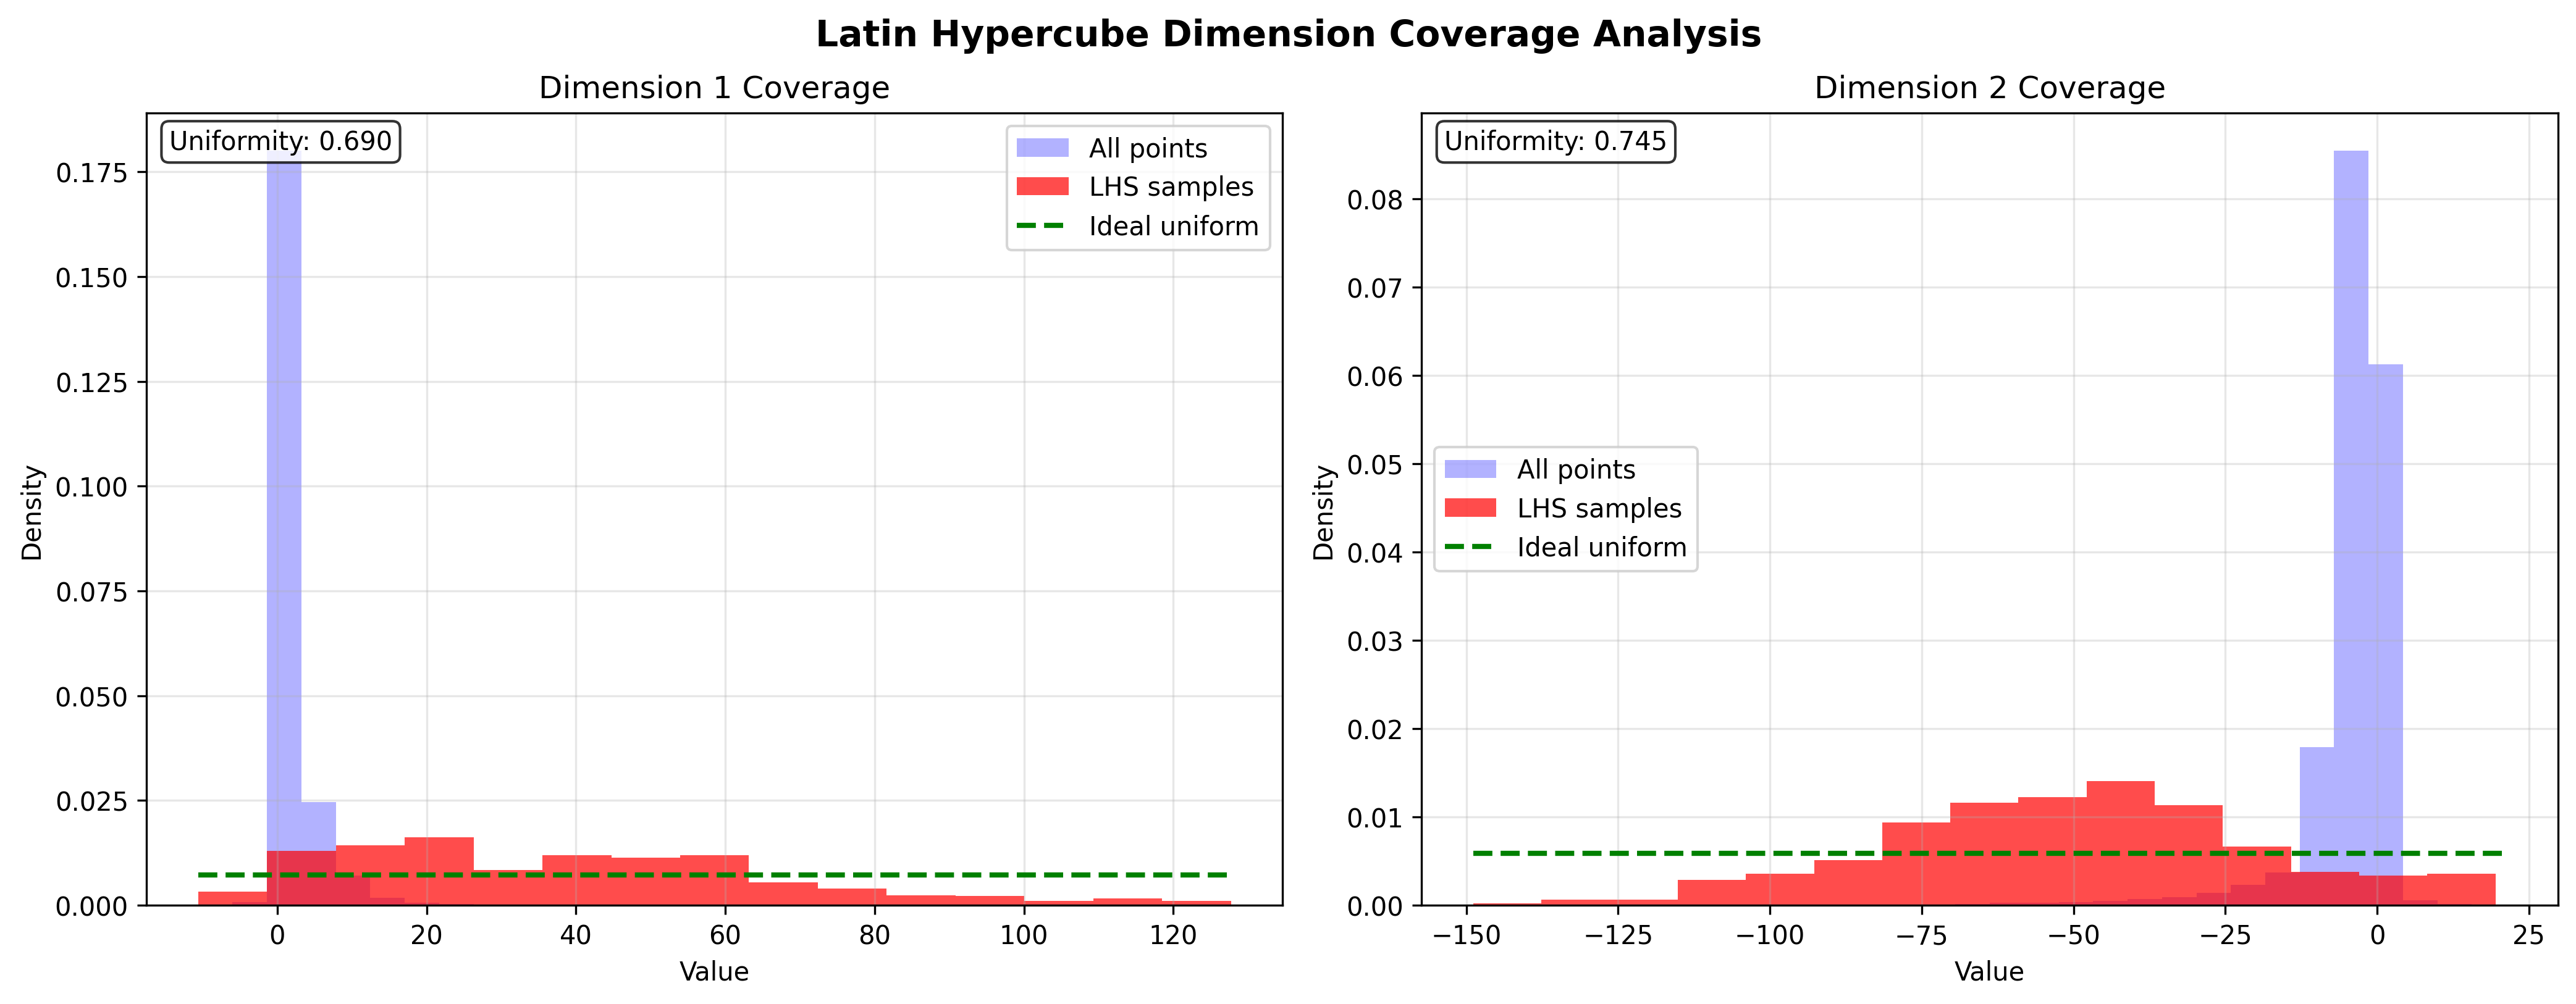 Latin Hypercube Dimension Coverage Analysis
Dimension 1 Coverage
Uniformity: 0.690
All points
LHS samples
Ideal uniform
0.175
0.150
0.125
0.100
0.075
0.050
0.025
0.000
Density
0
20
40
60
80
100
120
Value
Dimension 2 Coverage
Uniformity: 0.745
All points
LHS samples
Ideal uniform
0.08
0.07
0.06
0.05
0.04
0.03
0.02
0.01
0.00
Density
−150
−125
−100
−75
−50
−25
0
25
Value